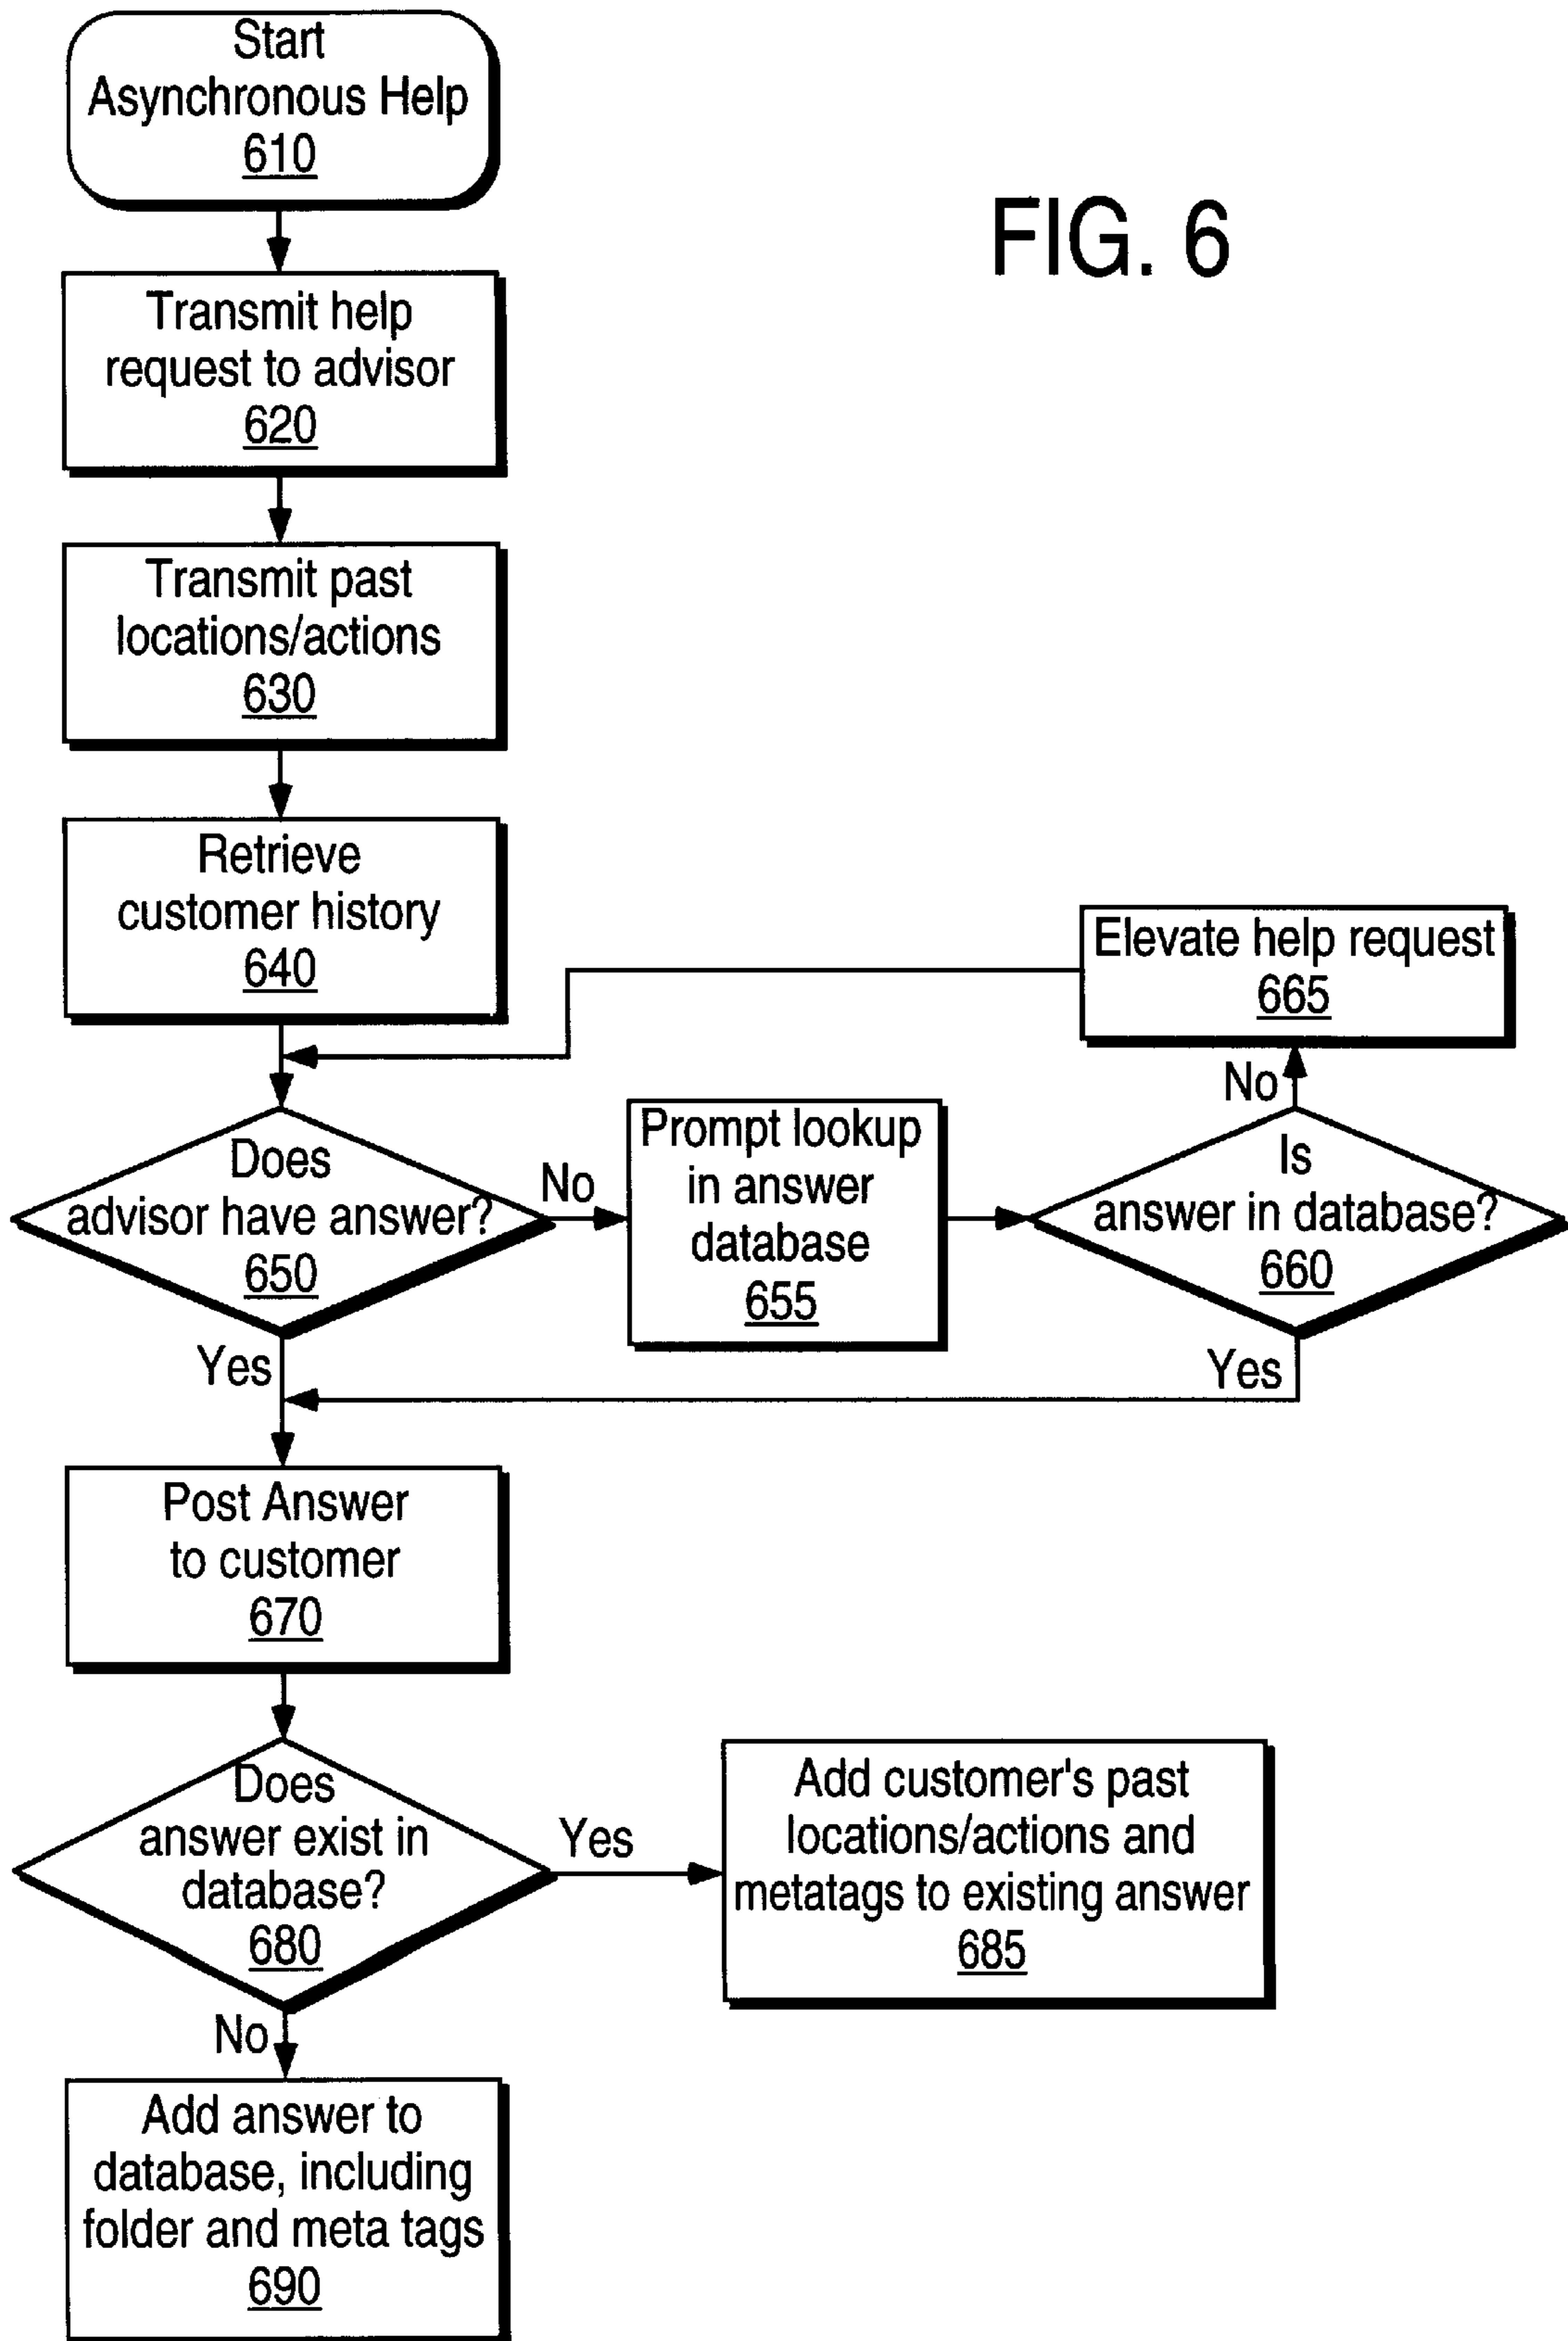 Start
Asynchronous Help
610
FIG. 6
Transmit help
request to advisor
620
Transmit past
locations/actions
630
Retrieve
customer history
640
Elevate help request
665
No
Does
advisor have answer?
650
No
Prompt lookup
in answer
database
655
Is
answer in database?
660
Yes
Yes
Post Answer
to customer
670
Does
answer exist in
database?
680
Yes
Add customer's past
locations/actions and
metatags to existing answer
685
No
Add answer to
database, including
folder and meta tags
690